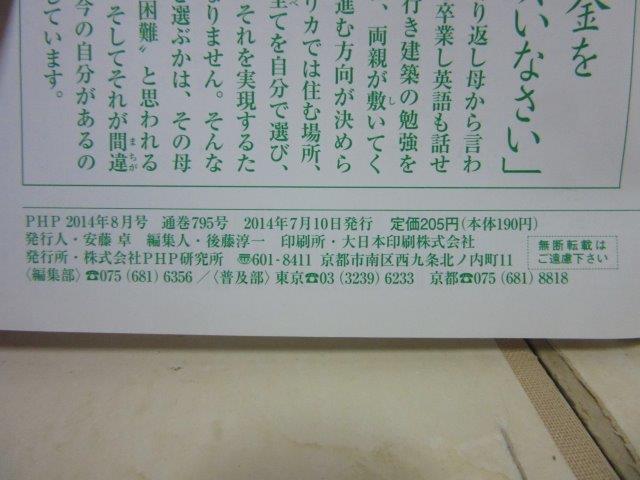 金を
いなさい」
り返し母から言わ
卒業し英語も話せ
行き建築の勉強を
、両親が敷いてく
進む方向が決めら
リカでは住む場所、
全てを自分で選び、
それを実現するた
なりません。そんな
と選ぶかは、その母
困難〟と思われる
そしてそれが間違
今の自分があるの
しています。
PHP 2014年8月号 通巻795号 2014年7月10日発行 定価205円(本体190円)
発行人・安藤 卓 編集人・後藤淳一 印刷所・大日本印刷株式会社
発行所・株式会社PHP研究所 〠601-8411 京都市南区西九条北ノ内町11
〈編集部〉☎075(681)6356/〈普及部〉東京☎03(3239)6233 京都☎075(681)8818
無断転載は
ご遠慮下さい